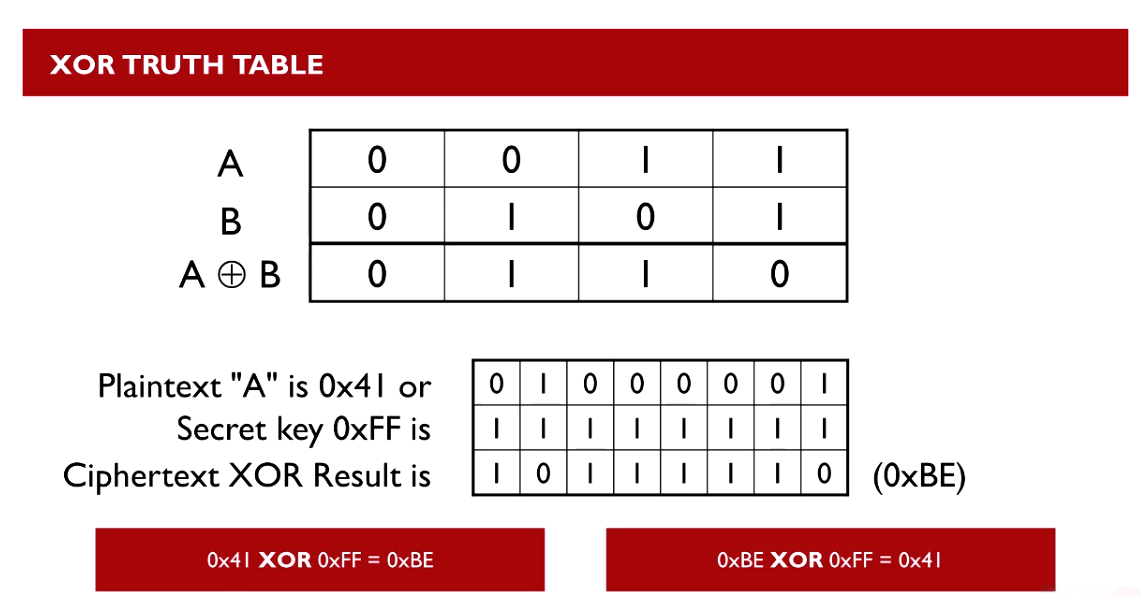 XOR TRUTH TABLE
A 0 0 1 1
B 0 1 0 1
A ⊕ B 0 1 1 0
Plaintext "A" is 0x41 or 0 1 0 0 0 0 0 1
Secret key 0xFF is 1 1 1 1 1 1 1 1
Ciphertext XOR Result is 1 0 1 1 1 1 1 0 (0xBE)
0x41 XOR 0xFF = 0xBE
0xBE XOR 0xFF = 0x41